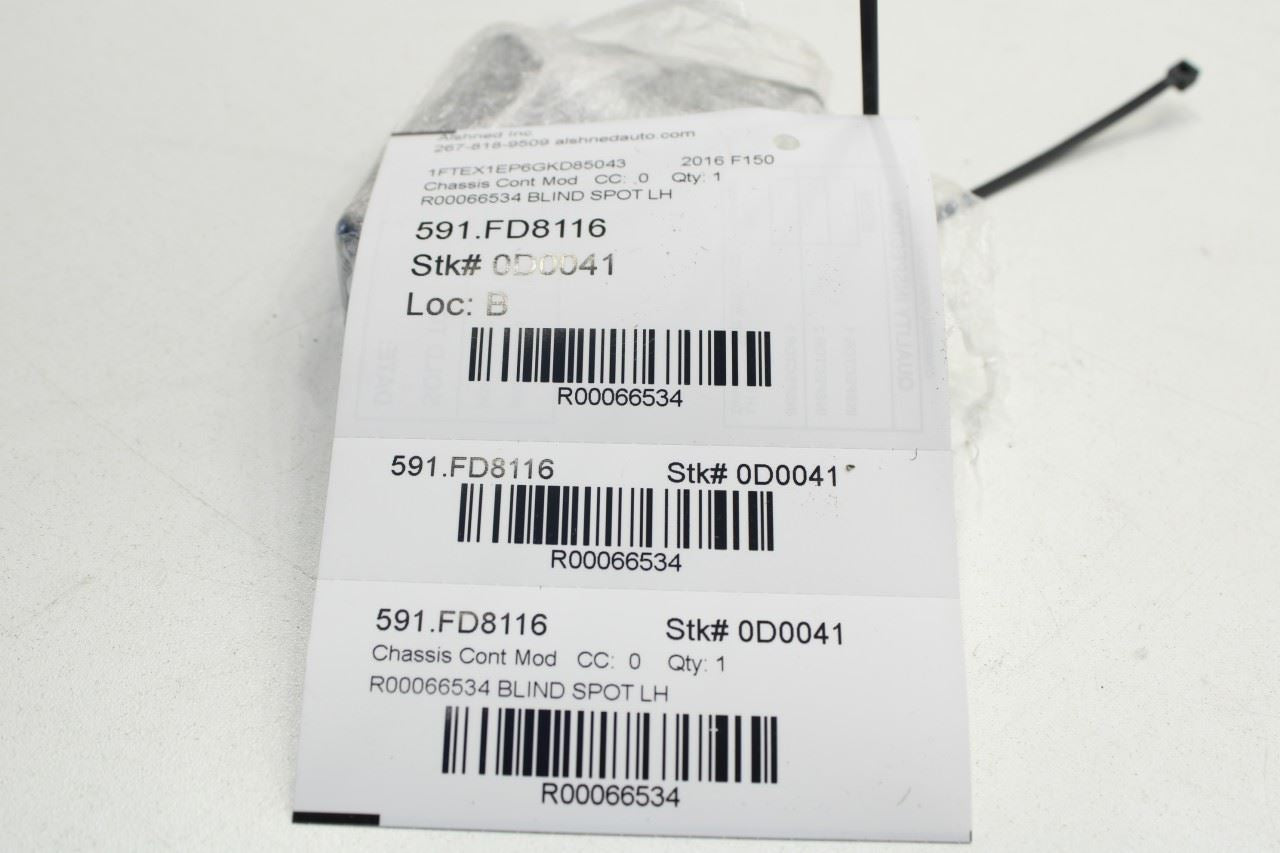 Alshned Inc.
267-818-9509 alshnedauto.com
1FTEX1EP6GKD85043 2016 F150
Chassis Cont Mod CC: 0 Qty: 1
R00066534 BLIND SPOT LH
591.FD8116
Stk# 0D0041
Loc: B
R00066534
591.FD8116 Stk# 0D0041
R00066534
591.FD8116 Stk# 0D0041
Chassis Cont Mod CC: 0 Qty: 1
R00066534 BLIND SPOT LH
R00066534